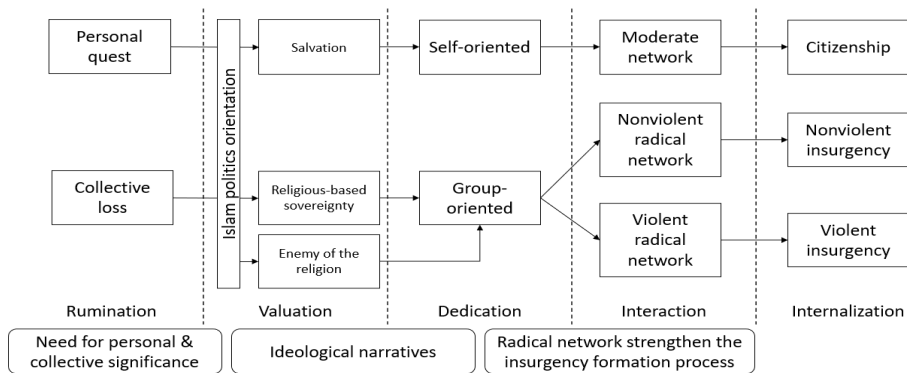 Personal
quest
Islam politics orientation
Salvation
Self-oriented
Moderate
network
Citizenship
Collective
loss
Religious-based
sovereignty
Enemy of the
religion
Group-
oriented
Nonviolent
radical
network
Nonviolent
insurgency
Violent
radical
network
Violent
insurgency
Rumination
Valuation
Dedication
Interaction
Internalization
Need for personal &
collective significance
Ideological narratives
Radical network strengthen the
insurgency formation process